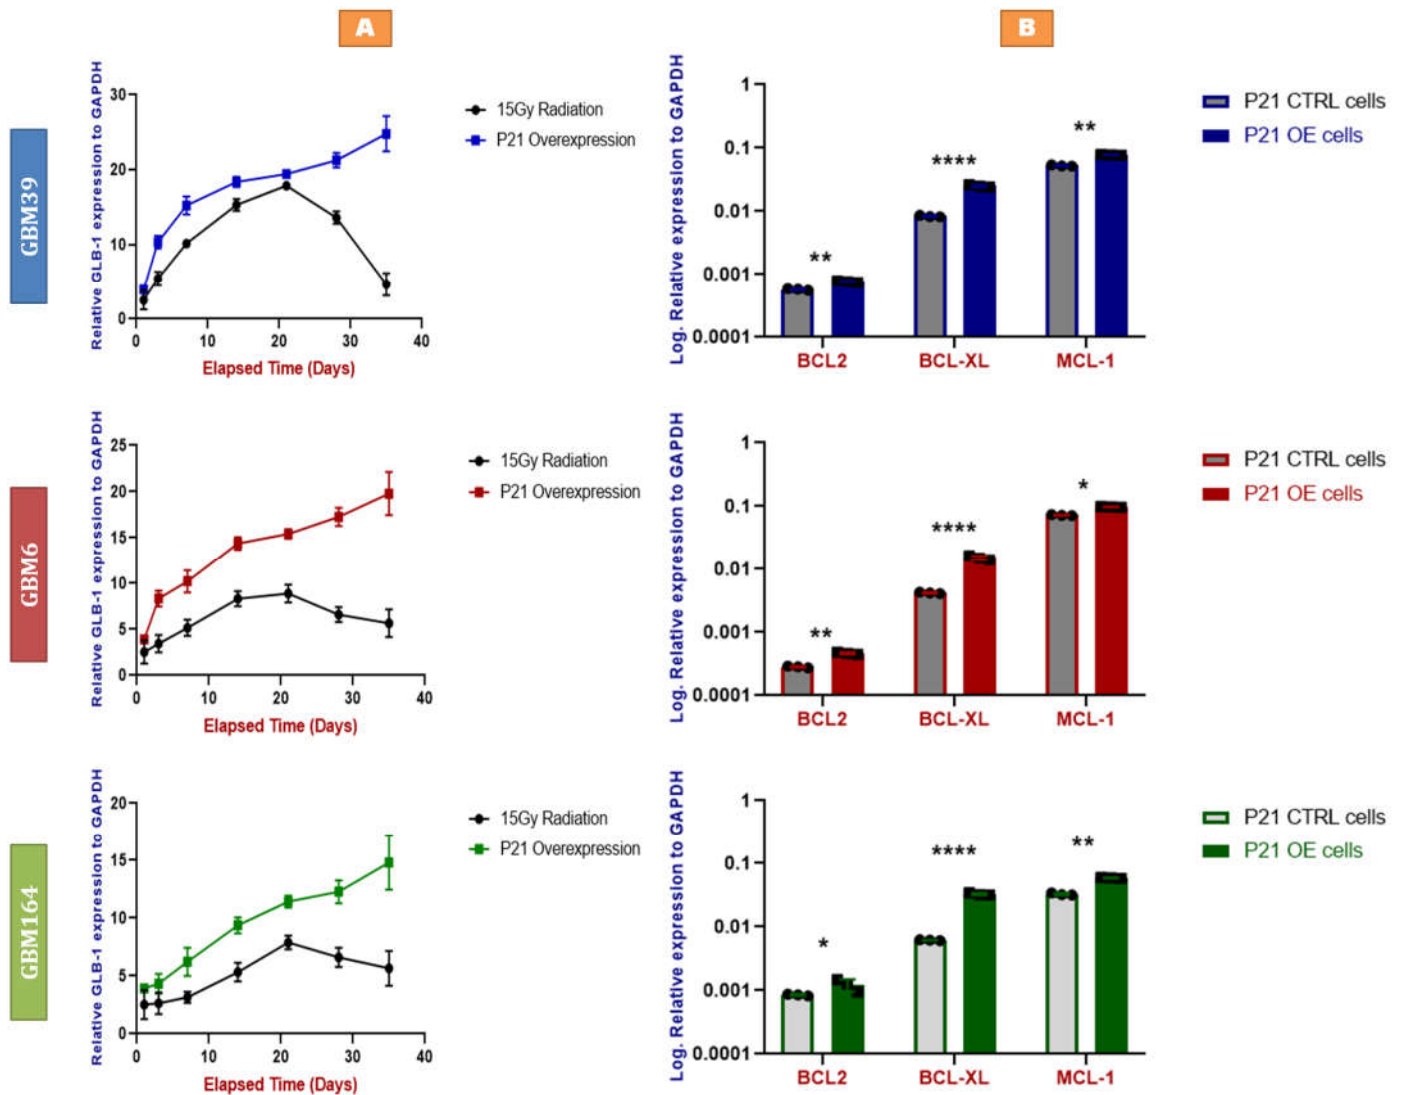 A
B
GBM39
Relative GLB-1 expression to GAPDH
30
20
10
0
0 10 20 30 40
Elapsed Time (Days)
15Gy Radiation
P21 Overexpression
Log. Relative expression to GAPDH
1
0.1
0.01
0.001
0.0001
**
****
**
BCL2 BCL-XL MCL-1
P21 CTRL cells
P21 OE cells
GBM6
Relative GLB-1 expression to GAPDH
25
20
15
10
5
0
0 10 20 30 40
Elapsed Time (Days)
15Gy Radiation
P21 Overexpression
Log. Relative expression to GAPDH
1
0.1
0.01
0.001
0.0001
**
****
*
BCL2 BCL-XL MCL-1
P21 CTRL cells
P21 OE cells
GBM164
Relative GLB-1 expression to GAPDH
20
15
10
5
0
0 10 20 30 40
Elapsed Time (Days)
15Gy Radiation
P21 Overexpression
Log. Relative expression to GAPDH
1
0.1
0.01
0.001
0.0001
*
****
**
BCL2 BCL-XL MCL-1
P21 CTRL cells
P21 OE cells